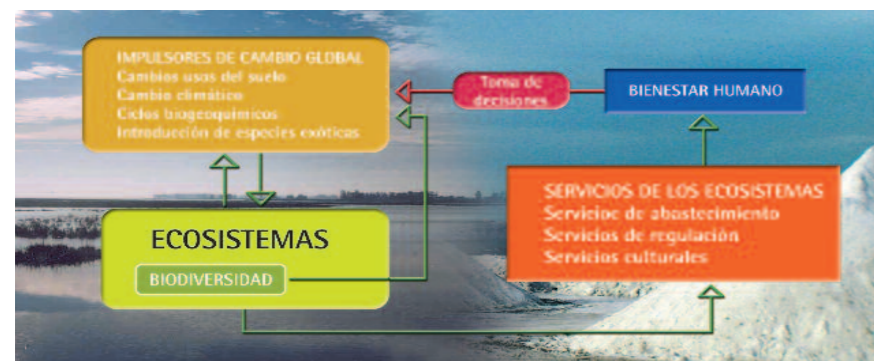 IMPULSORES DE CAMBIO GLOBAL
Cambios usos del suelo
Cambio climático
Ciclos biogeoquímicos
Introducción de especies exóticas
Toma de
decisiones
BIENESTAR HUMANO
ECOSISTEMAS
BIODIVERSIDAD
SERVICIOS DE LOS ECOSISTEMAS
Servicios de abastecimiento
Servicios de regulación
Servicios culturales